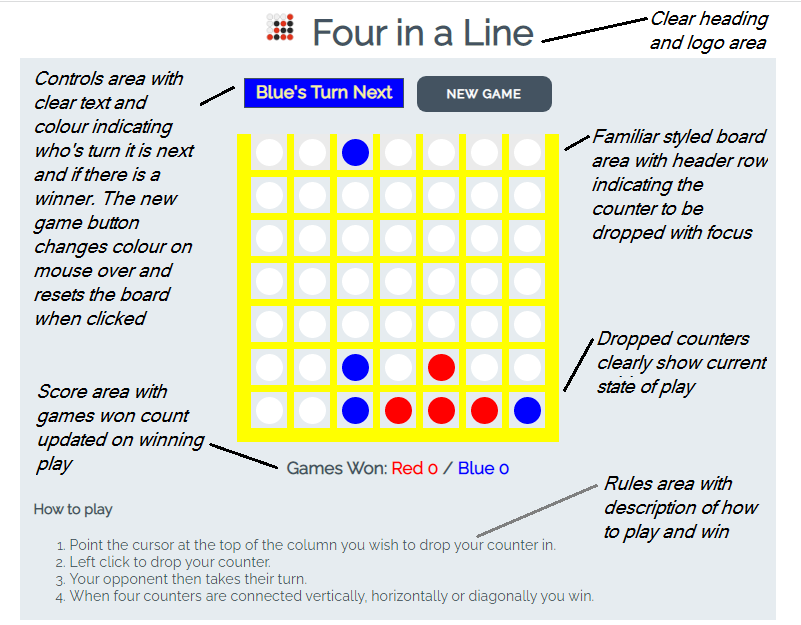 Four in a Line
Clear heading
and logo area
Controls area with
clear text and
colour indicating
who's turn it is next
and if there is a
winner. The new
game button
changes colour on
mouse over and
resets the board
when clicked
Blue's Turn Next
NEW GAME
Familiar styled board
area with header row
indicating the
counter to be
dropped with focus
Dropped counters
clearly show current
state of play
Score area with
games won count
updated on winning
play
Games Won: Red 0 / Blue 0
Rules area with
description of how
to play and win
How to play
1. Point the cursor at the top of the column you wish to drop your counter in.
2. Left click to drop your counter.
3. Your opponent then takes their turn.
4. When four counters are connected vertically, horizontally or diagonally you win.